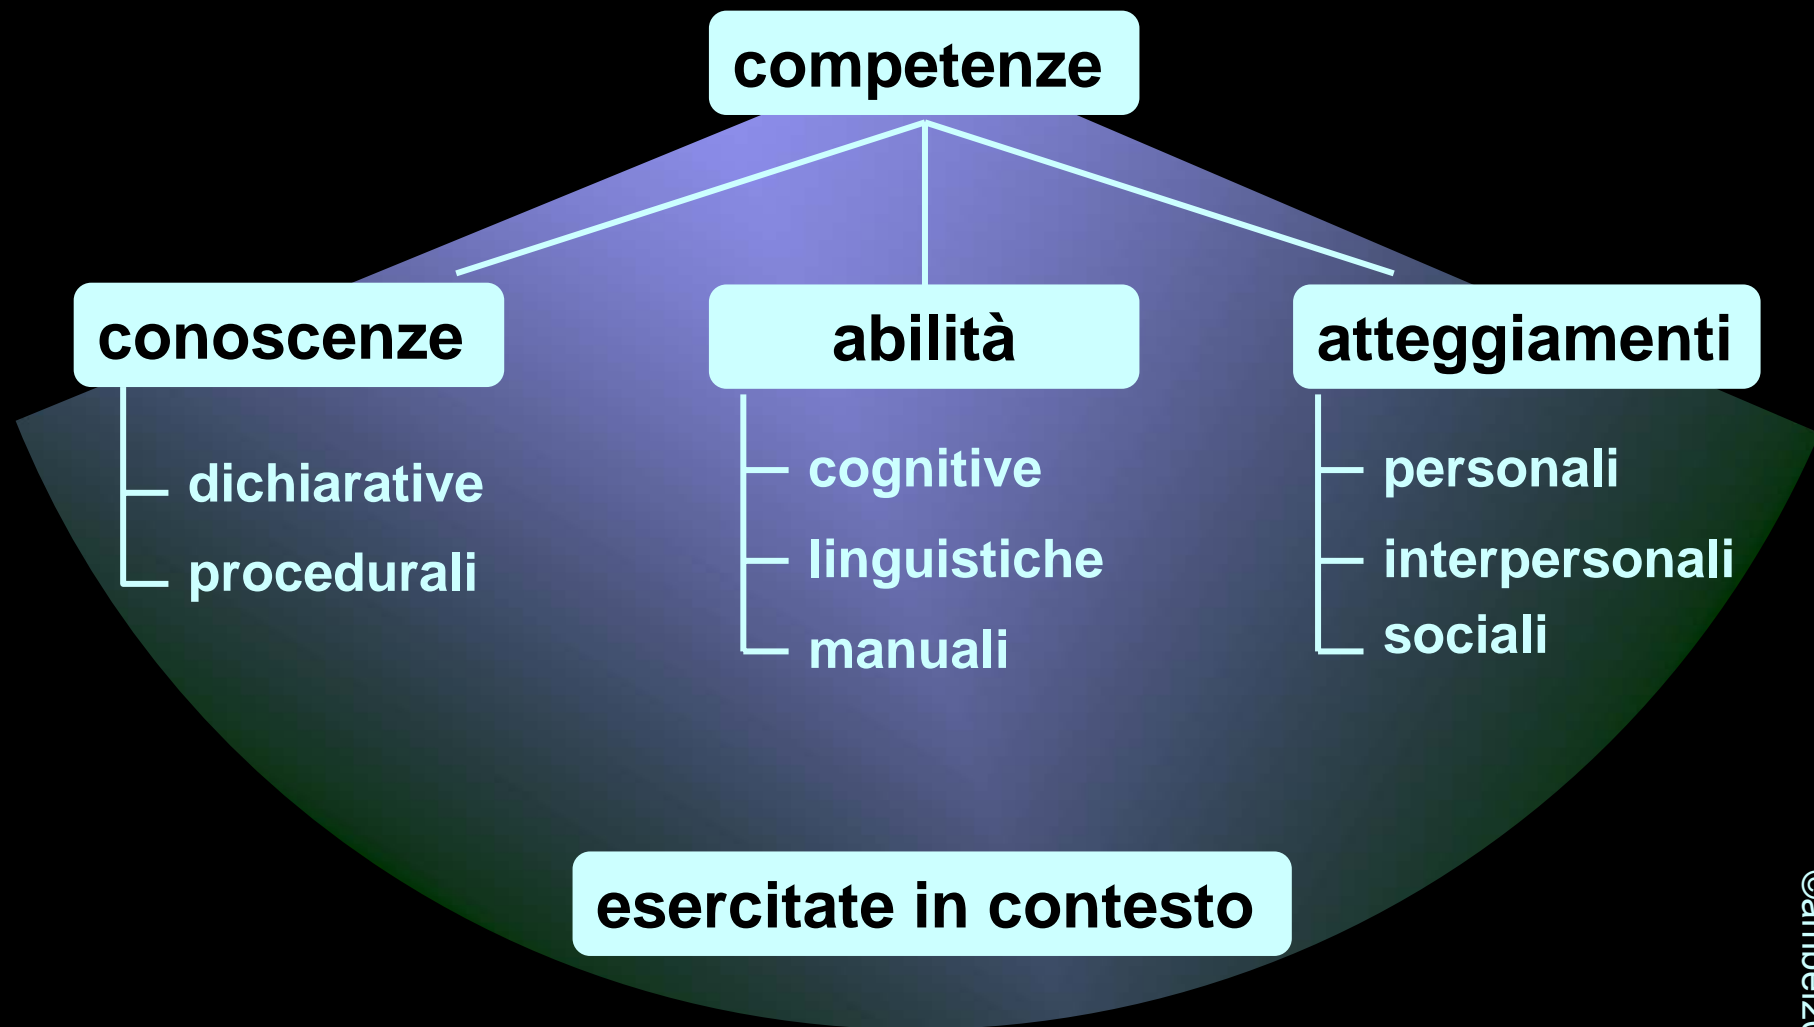 competenze
conoscenze
dichiarative
procedurali
abilità
cognitive
linguistiche
manuali
atteggiamenti
personali
interpersonali
sociali
esercitate in contesto